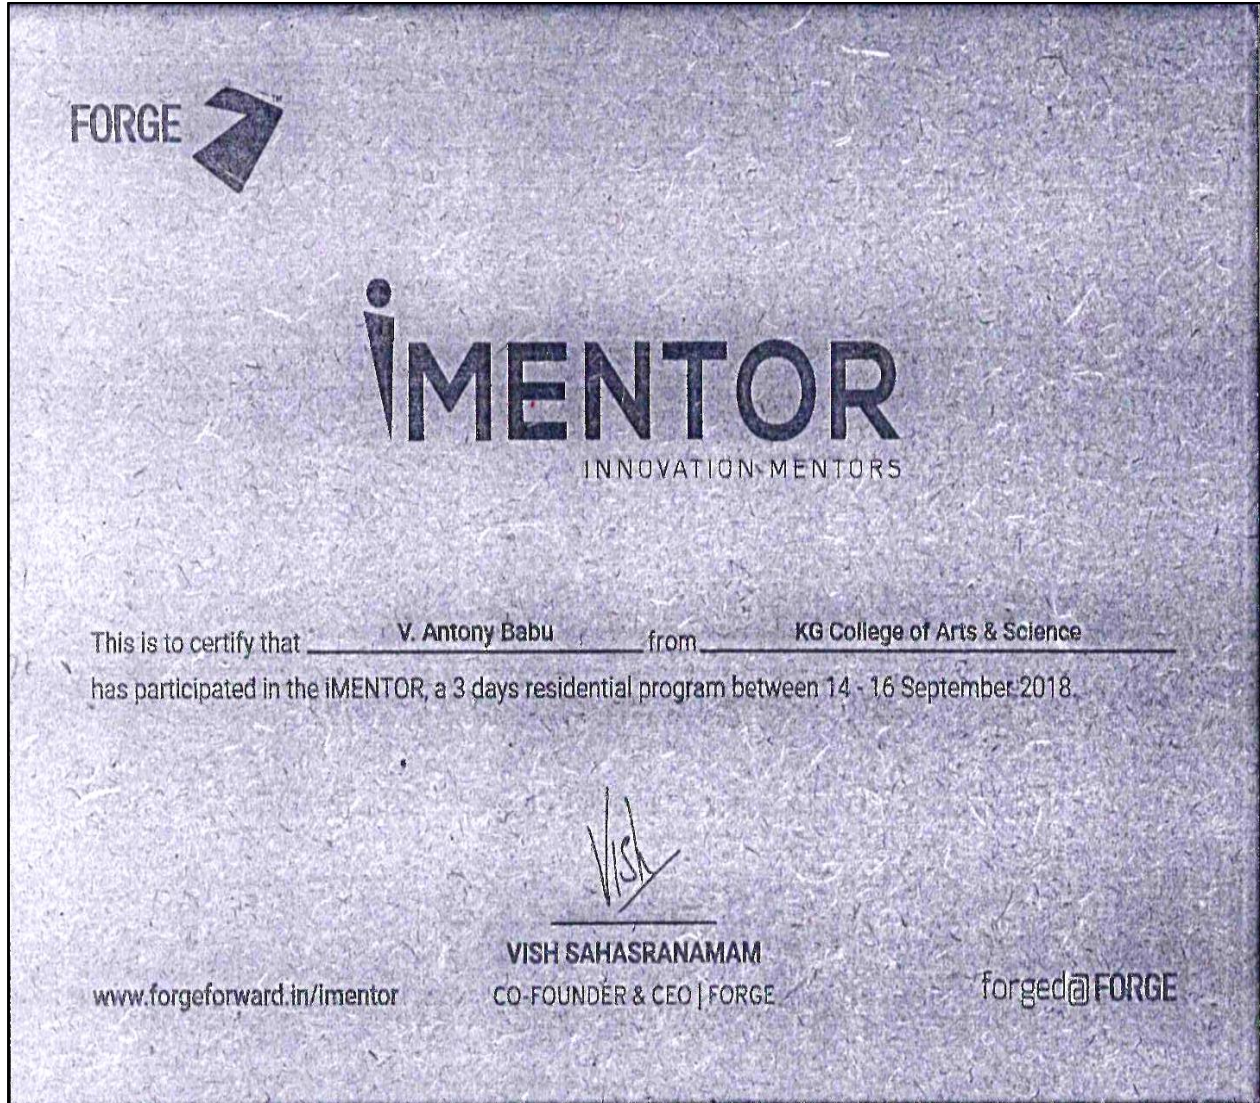 FORGE ™
iMENTOR
INNOVATION MENTORS
This is to certify that V. Antony Babu from KG College of Arts & Science
has participated in the iMENTOR, a 3 days residential program between 14 - 16 September 2018.
Vish
VISH SAHASRANAMAM
CO-FOUNDER & CEO | FORGE
www.forgeforward.in/imentor
forged@FORGE